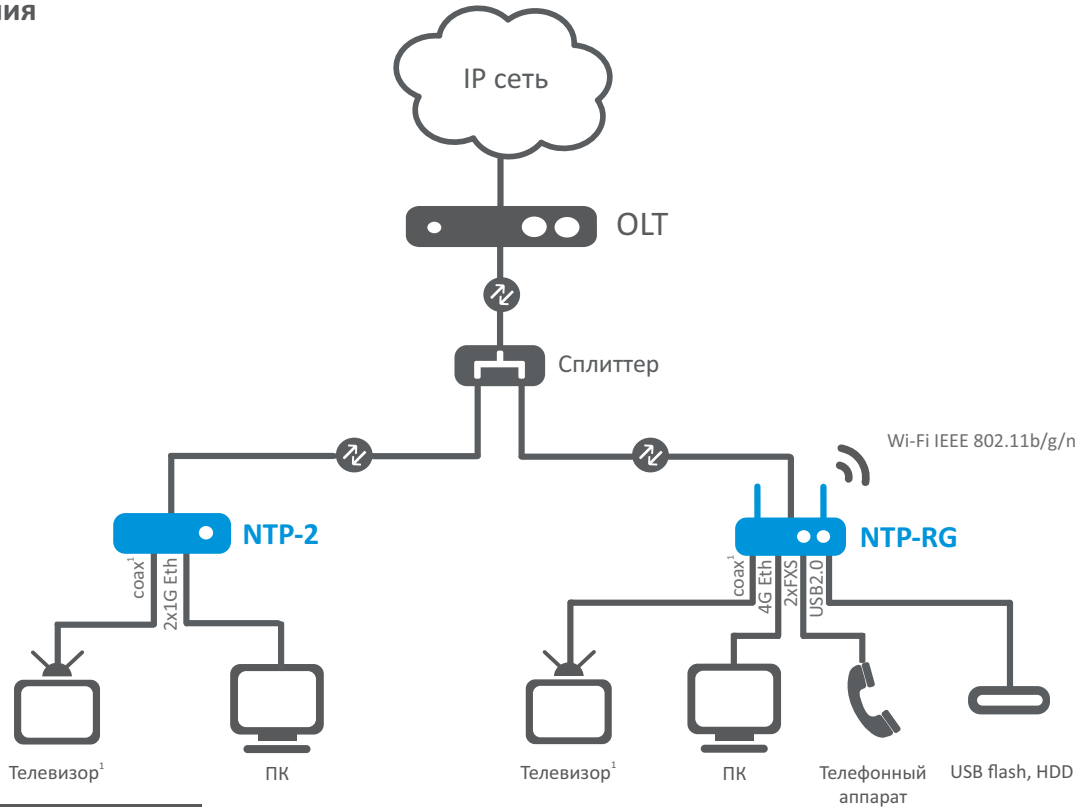 ния
IP сеть
OLT
Сплиттер
Wi-Fi IEEE 802.11b/g/n
NTP-2
NTP-RG
coax¹
2x1G Eth
coax¹
4G Eth
2xFXS
USB2.0
Телевизор¹
ПК
Телевизор¹
ПК
Телефонный
аппарат
USB flash, HDD